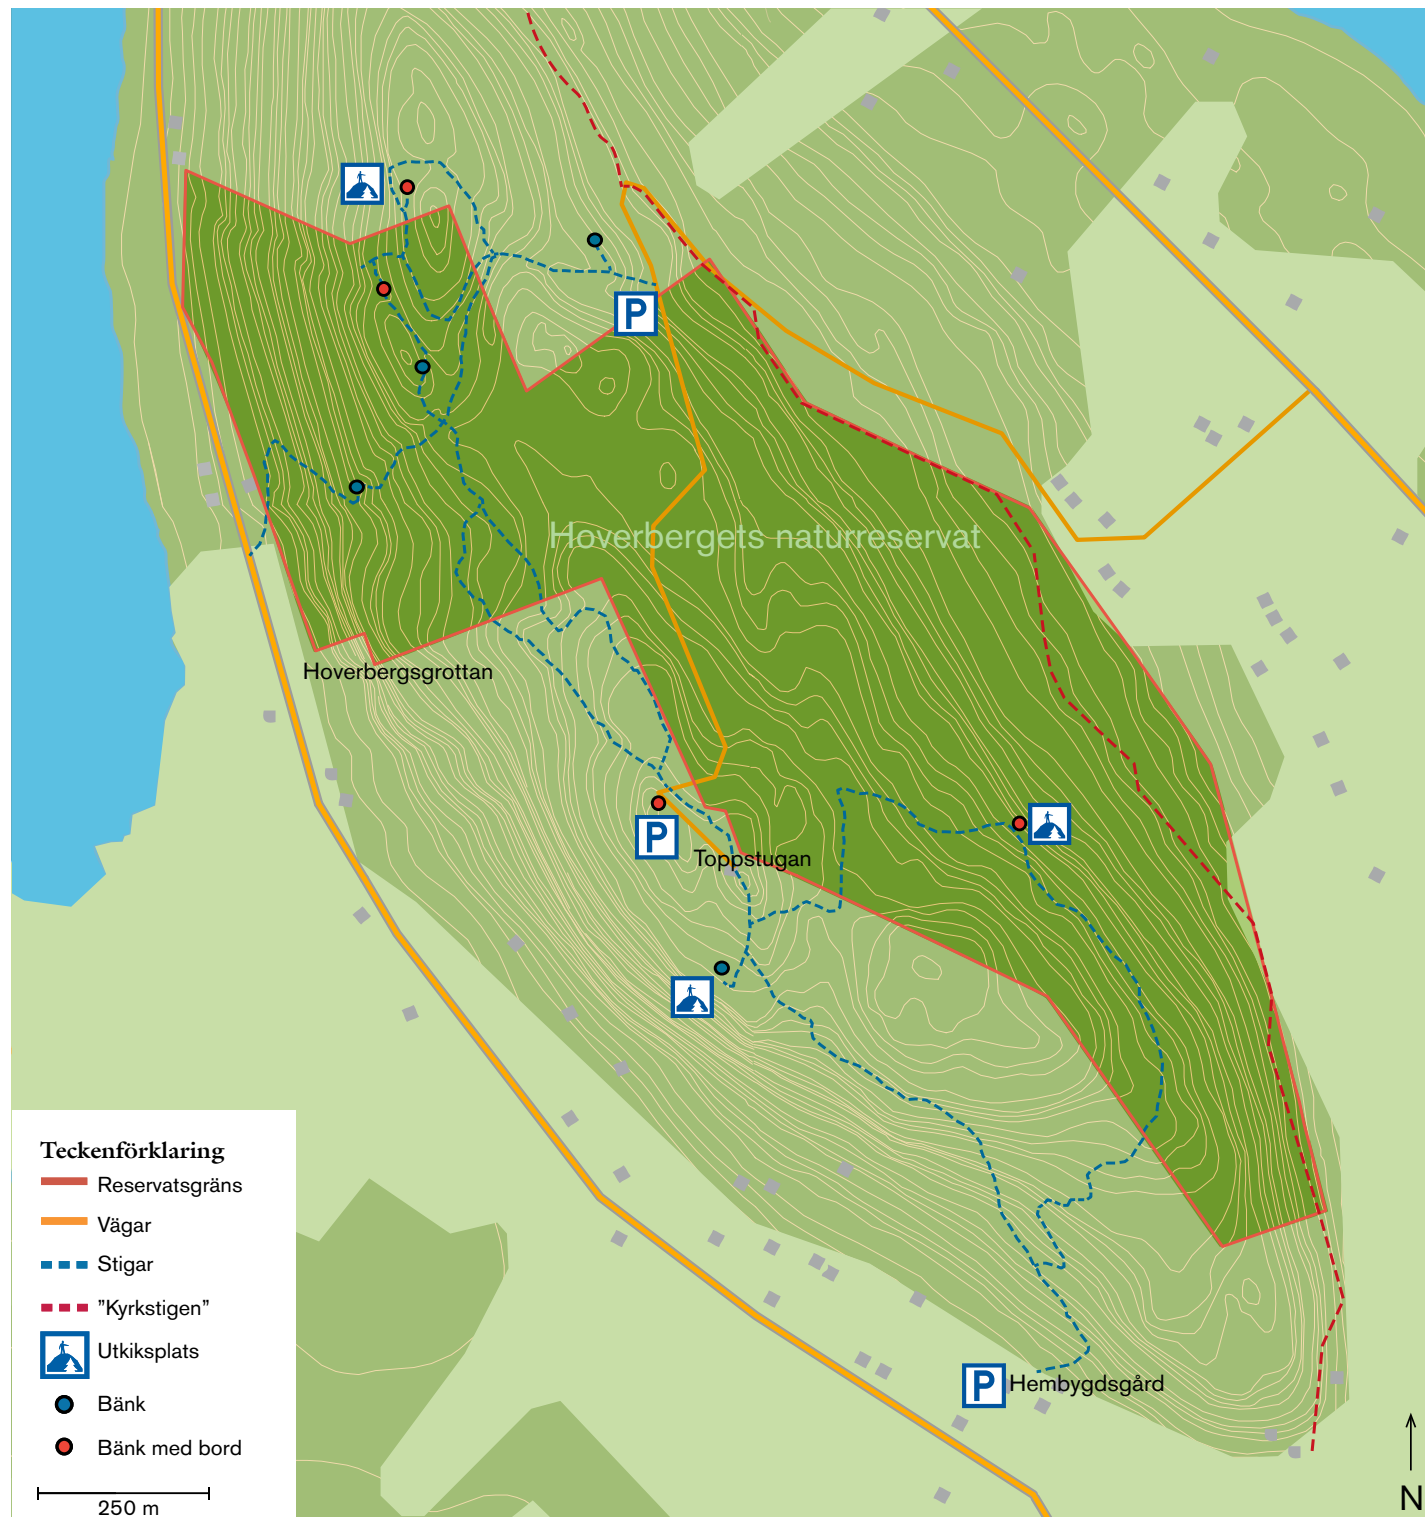 P
Hoverbergets naturreservat
Hoverbergsgrottan
P
Toppstugan
Teckenförklaring
Reservatsgräns
Vägar
Stigar
”Kyrkstigen”
Utkiksplats
Bänk
Bänk med bord
250 m
P Hembygdsgård
N